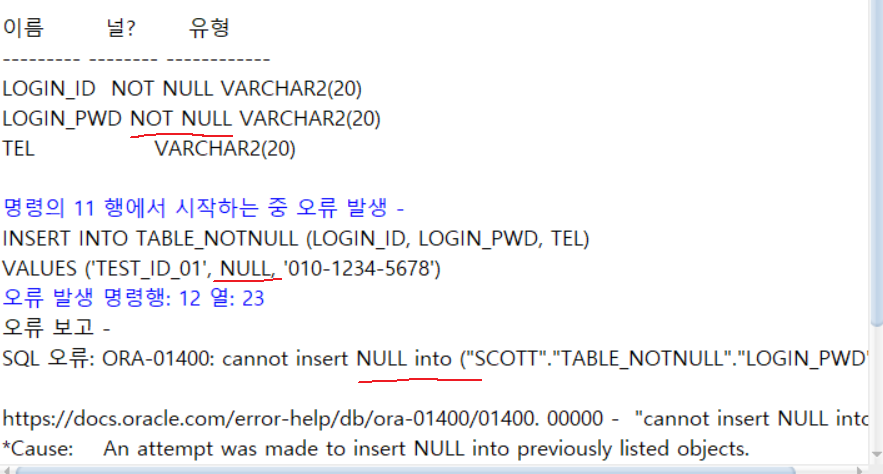 이름 널? 유형
--------- -------- ------------
LOGIN_ID NOT NULL VARCHAR2(20)
LOGIN_PWD NOT NULL VARCHAR2(20)
TEL VARCHAR2(20)
명령의 11 행에서 시작하는 중 오류 발생 -
INSERT INTO TABLE_NOTNULL (LOGIN_ID, LOGIN_PWD, TEL)
VALUES ('TEST_ID_01', NULL, '010-1234-5678')
오류 발생 명령행: 12 열: 23
오류 보고 -
SQL 오류: ORA-01400: cannot insert NULL into ("SCOTT"."TABLE_NOTNULL"."LOGIN_PWD"
https://docs.oracle.com/error-help/db/ora-01400/01400. 00000 - "cannot insert NULL into
*Cause: An attempt was made to insert NULL into previously listed objects.